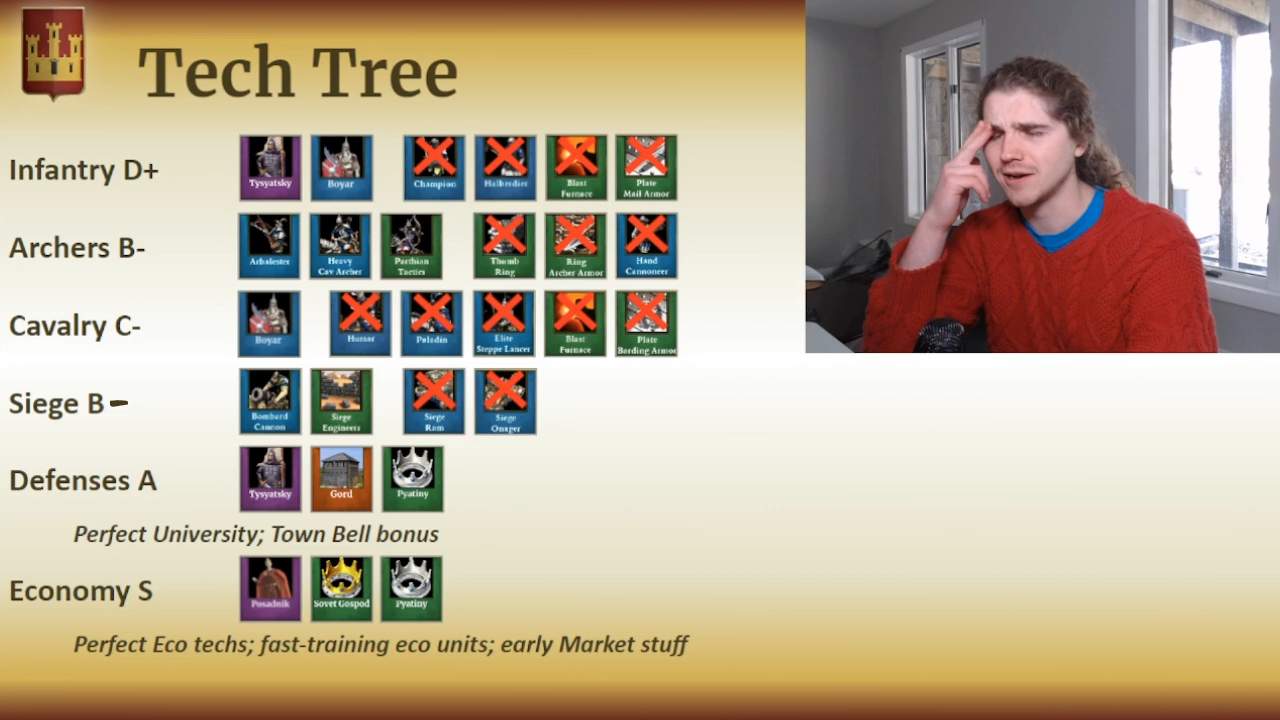 Tech Tree
Infantry D+
Tysyatsky Boyar Champion Halberdier Blast Furnace Plate Mail Armor
Archers B-
Arbalester Heavy Cav Archer Parthian Tactics Thumb Ring Ring Archer Armor Hand Cannoneer
Cavalry C-
Boyar Hussar Paladin Elite Steppe Lancer Blast Furnace Plate Barding Armor
Siege B-
Bombard Cannon Siege Engineers Siege Ram Siege Onager
Defenses A
Tysyatsky Gord Pyatiny
Perfect University; Town Bell bonus
Economy S
Posadnik Sovet Gospod Pyatiny
Perfect Eco techs; fast-training eco units; early Market stuff